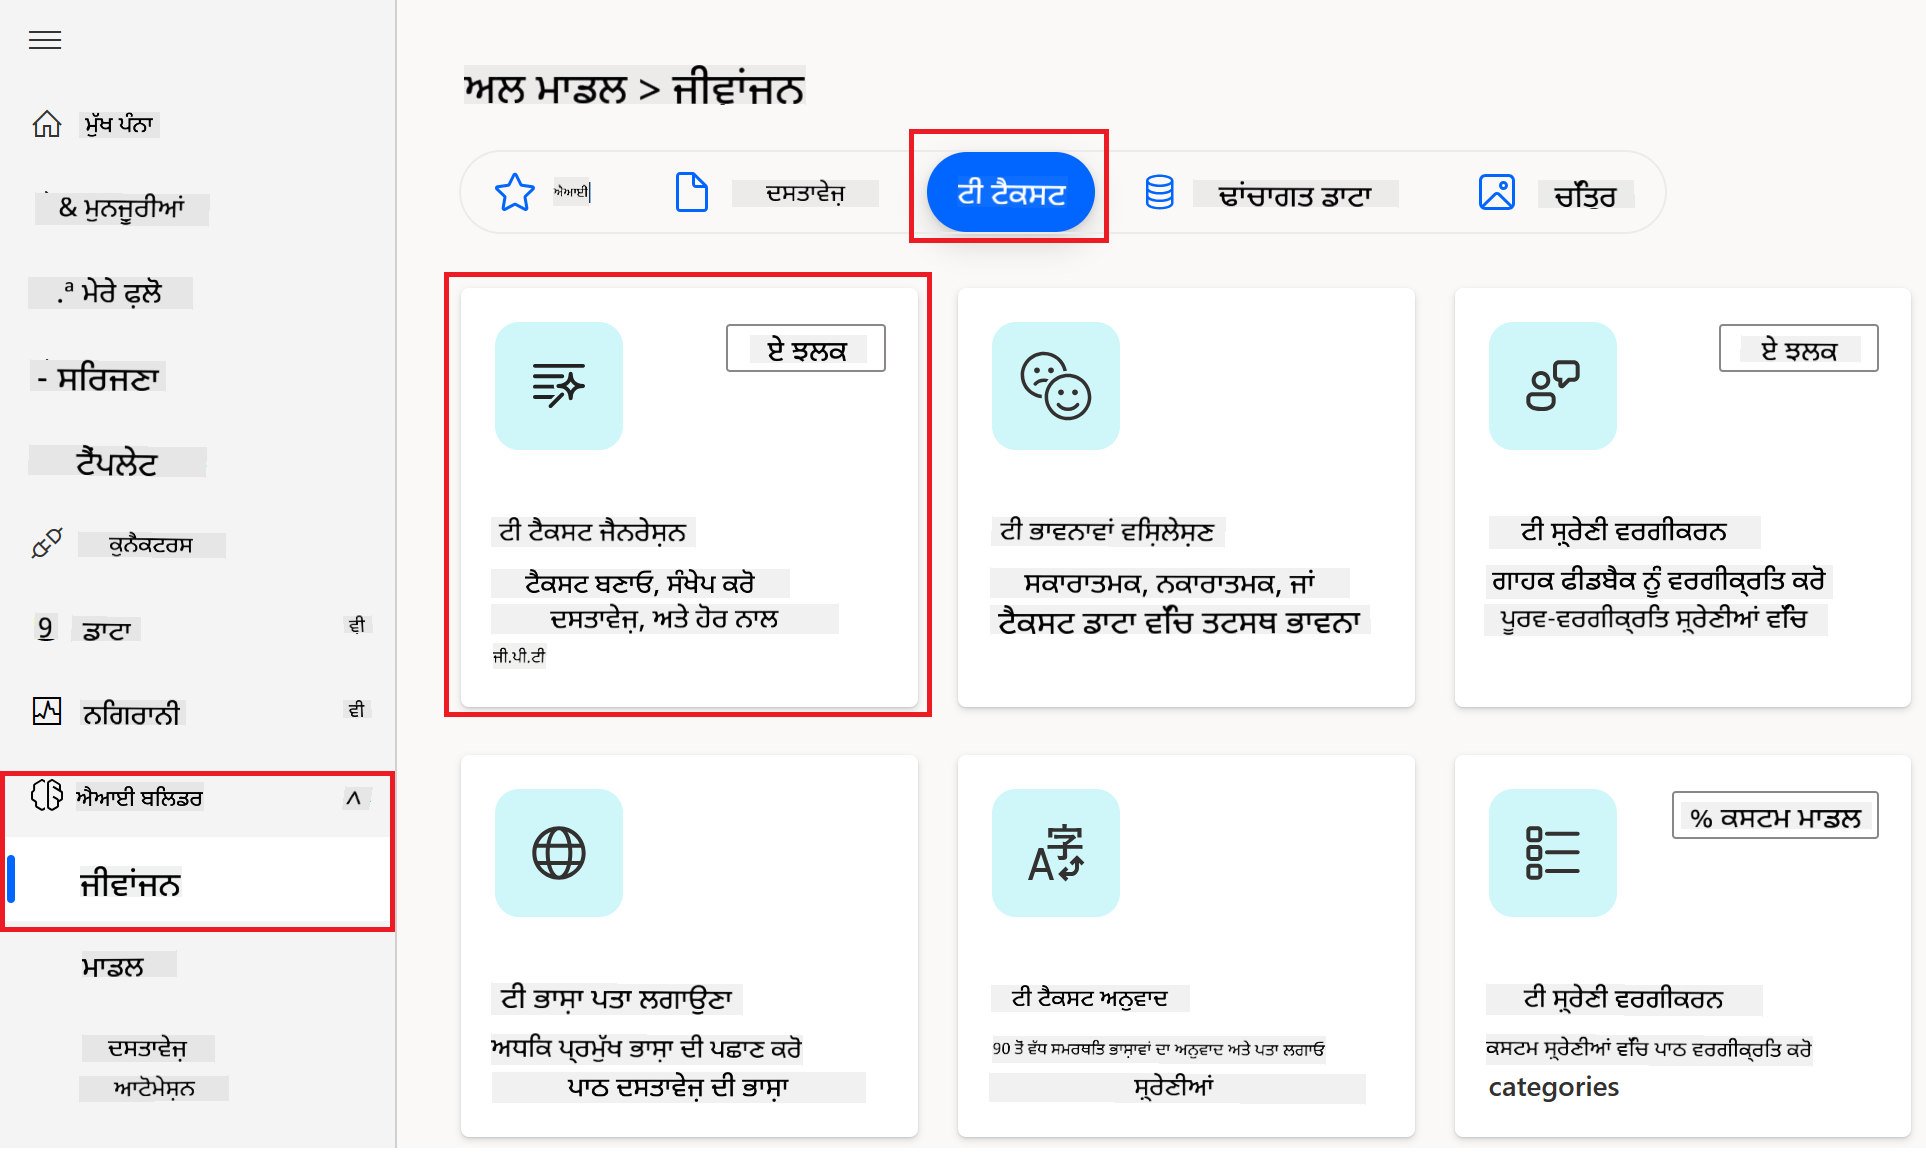 ਅਲ ਮਾਡਲ > ਜੀਵਾਂਜਨ
ਮੁੱਖ ਪੰਨਾ
& ਮੁਨਜੂਰੀਆਂ
.ª ਮੇਰੇ ਫਲੋ
- ਸਰਿਜਣਾ
ਟੈਂਪਲੇਟ
ਕੁਨੈਕਟਰਸ
9 ਡਾਟਾ ਵੀ
ਨਗਿਰਾਨੀ ਵੀ
ਐਆਈ ਬਲਿਡਰ ^
ਜੀਵਾਂਜਨ
ਮਾਡਲ
ਦਸਤਾਵੇਜ਼
ਆਟੋਮੇਸ਼ਨ
ਐਆਈ
ਦਸਤਾਵੇਜ਼
ਟੀ ਟੈਕਸਟ
ਢਾਂਚਾਗਤ ਡਾਟਾ
ਚੱਤਿਰ
ਏ ਝਲਕ
ਟੀ ਟੈਕਸਟ ਜੈਨਰੇਸ਼ਨ
ਟੈਕਸਟ ਬਣਾਓ, ਸੰਖੇਪ ਕਰੋ
ਦਸਤਾਵੇਜ਼, ਅਤੇ ਹੋਰ ਨਾਲ
ਜੀ.ਪੀ.ਟੀ
ਟੀ ਭਾਵਨਾਵਾਂ ਵਸ਼ਿਲੇਸ਼ਣ
ਸਕਾਰਾਤਮਕ, ਨਕਾਰਾਤਮਕ, ਜਾਂ
ਟੈਕਸਟ ਡਾਟਾ ਵੱਚਿ ਤਟਸਥ ਭਾਵਨਾ
ਏ ਝਲਕ
ਟੀ ਸ਼੍ਰੇਣੀ ਵਰਗੀਕਰਨ
ਗਾਹਕ ਫੀਡਬੈਕ ਨੂੰ ਵਰਗੀਕ੍ਰਤਿ ਕਰੋ
ਪੂਰਵ-ਵਰਗੀਕ੍ਰਤਿ ਸ਼੍ਰੇਣੀਆਂ ਵੱਚਿ
ਟੀ ਭਾਸ਼ਾ ਪਤਾ ਲਗਾਉਣਾ
ਅਧਕਿ ਪ੍ਰਮੁੱਖ ਭਾਸ਼ਾ ਦੀ ਪਛਾਣ ਕਰੋ
ਪਾਠ ਦਸਤਾਵੇਜ਼ ਦੀ ਭਾਸ਼ਾ
ਟੀ ਟੈਕਸਟ ਅਨੁਵਾਦ
90 ਤੋਂ ਵੱਧ ਸਮਰਥਤਿ ਭਾਸ਼ਾਵਾਂ ਦਾ ਅਨੁਵਾਦ ਅਤੇ ਪਤਾ ਲਗਾਓ
ਸ਼੍ਰੇਣੀਆਂ
% ਕਸਟਮ ਮਾਡਲ
ਟੀ ਸ਼੍ਰੇਣੀ ਵਰਗੀਕਰਨ
ਕਸਟਮ ਸ਼੍ਰੇਣੀਆਂ ਵੱਚਿ ਪਾਠ ਵਰਗੀਕ੍ਰਤਿ ਕਰੋ
categories